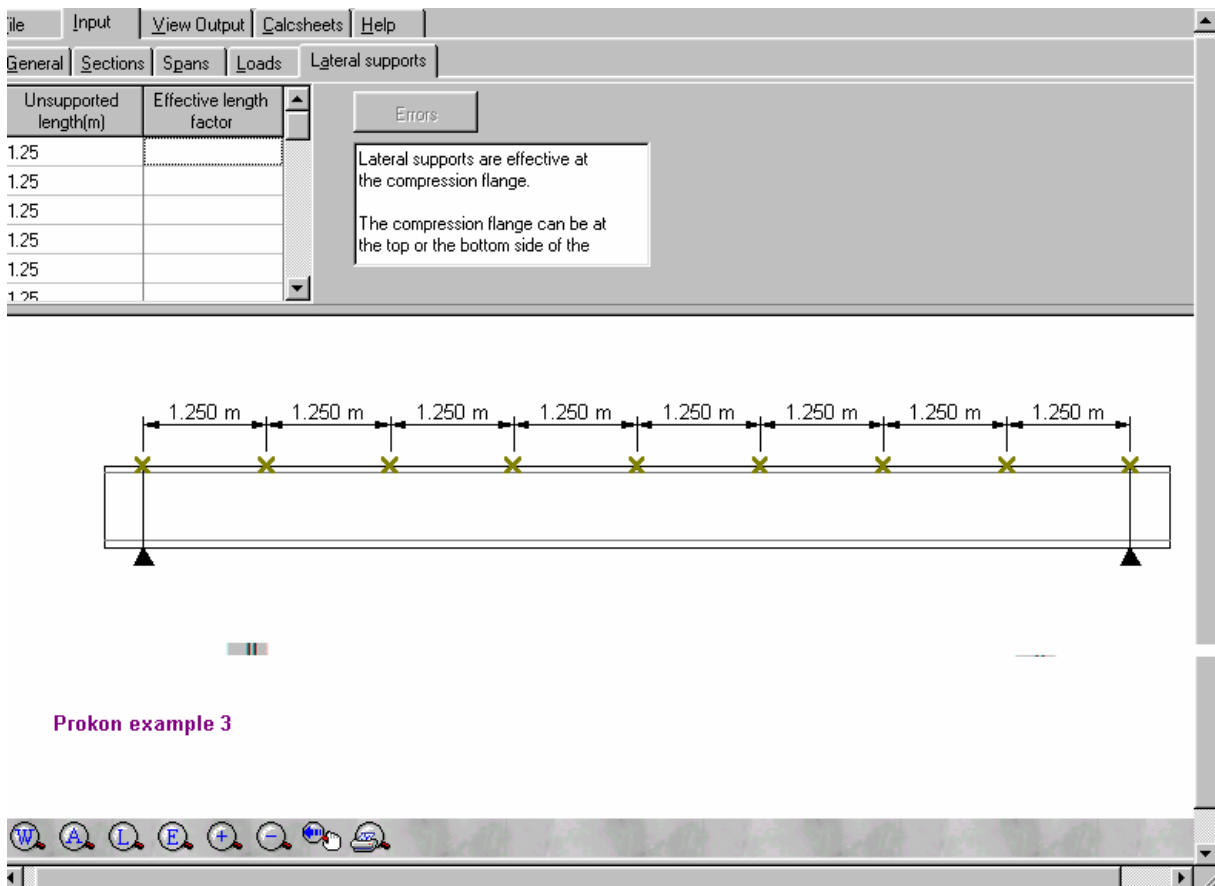 ile Input View Output Calcsheets Help
General Sections Spans Loads Lateral supports
Unsupported length(m) Effective length factor
Errors
1.25
1.25
1.25
1.25
1.25
1.25
Lateral supports are effective at
the compression flange.
The compression flange can be at
the top or the bottom side of the
1.250 m 1.250 m 1.250 m 1.250 m 1.250 m 1.250 m 1.250 m 1.250 m
Prokon example 3
W A L E + −